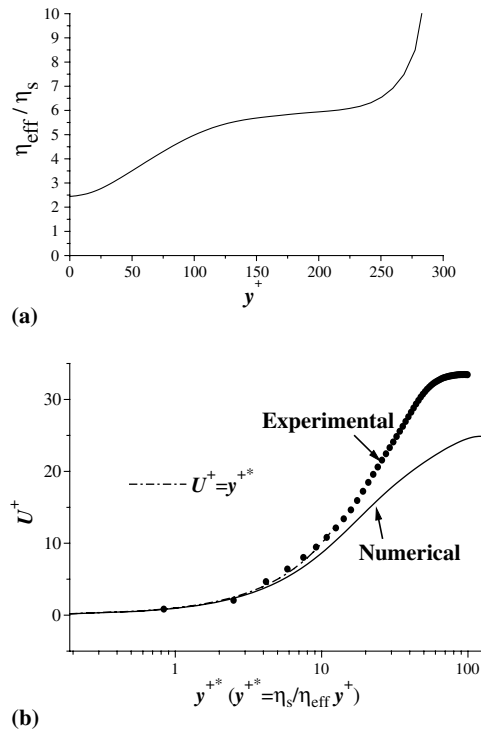 10
9
8
7
6
5
4
3
2
1
0
η_eff / η_s
0 50 100 150 200 250 300
y^+
(a)
30
20
10
0
U^+
Experimental
U^+=y^+*
Numerical
1 10 100
y^+* (y^+*=η_s/η_eff y^+)
(b)